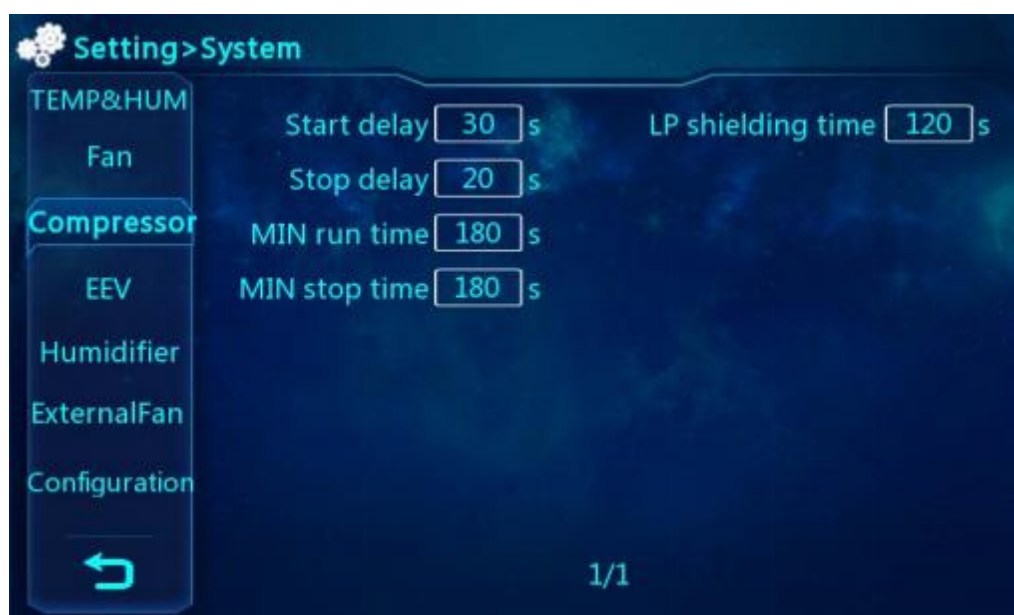 Setting>System
TEMP&HUM
Fan
Compressor
EEV
Humidifier
ExternalFan
Configuration
Start delay 30 s
LP shielding time 120 s
Stop delay 20 s
MIN run time 180 s
MIN stop time 180 s
1/1